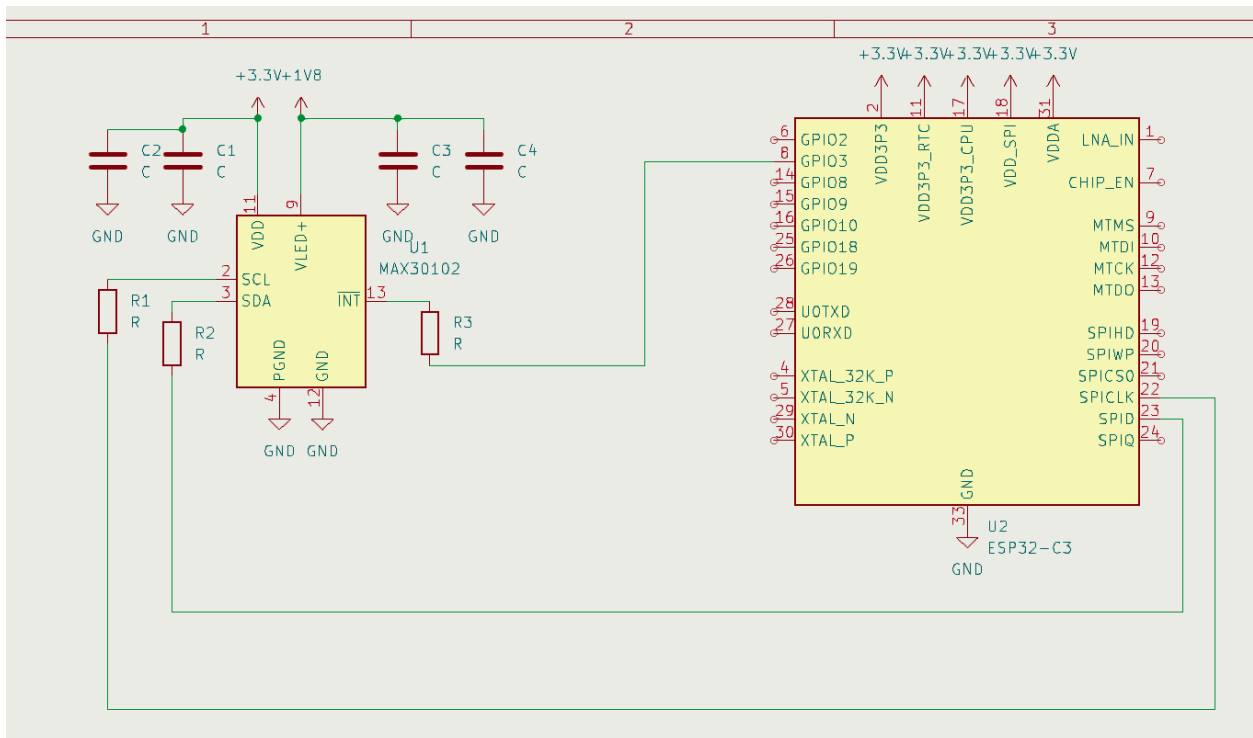 1 2 3
+3.3V +1V8
+3.3V +3.3V +3.3V +3.3V +3.3V
C2
C
C1
C
C3
C
C4
C
GND
GND
GND
GND
11
VDD
9
VLED+
U1
MAX30102
2
SCL
3
SDA
13
INT
4
PGND
12
GND
GND
GND
R1
R
R2
R
R3
R
2
VDD3P3
11
VDD3P3_RTC
17
VDD3P3_CPU
18
VDD_SPI
31
VDDA
6 GPIO2
8 GPIO3
14 GPIO8
15 GPIO9
16 GPIO10
25 GPIO18
26 GPIO19
28 U0TXD
27 U0RXD
4 XTAL_32K_P
5 XTAL_32K_N
29 XTAL_N
30 XTAL_P
LNA_IN 1
CHIP_EN 7
MTMS 9
MTDI 10
MTCK 12
MTDO 13
SPIHD 19
SPIWP 20
SPICS0 21
SPICLK 22
SPID 23
SPIQ 24
GND
33
U2
ESP32-C3
GND